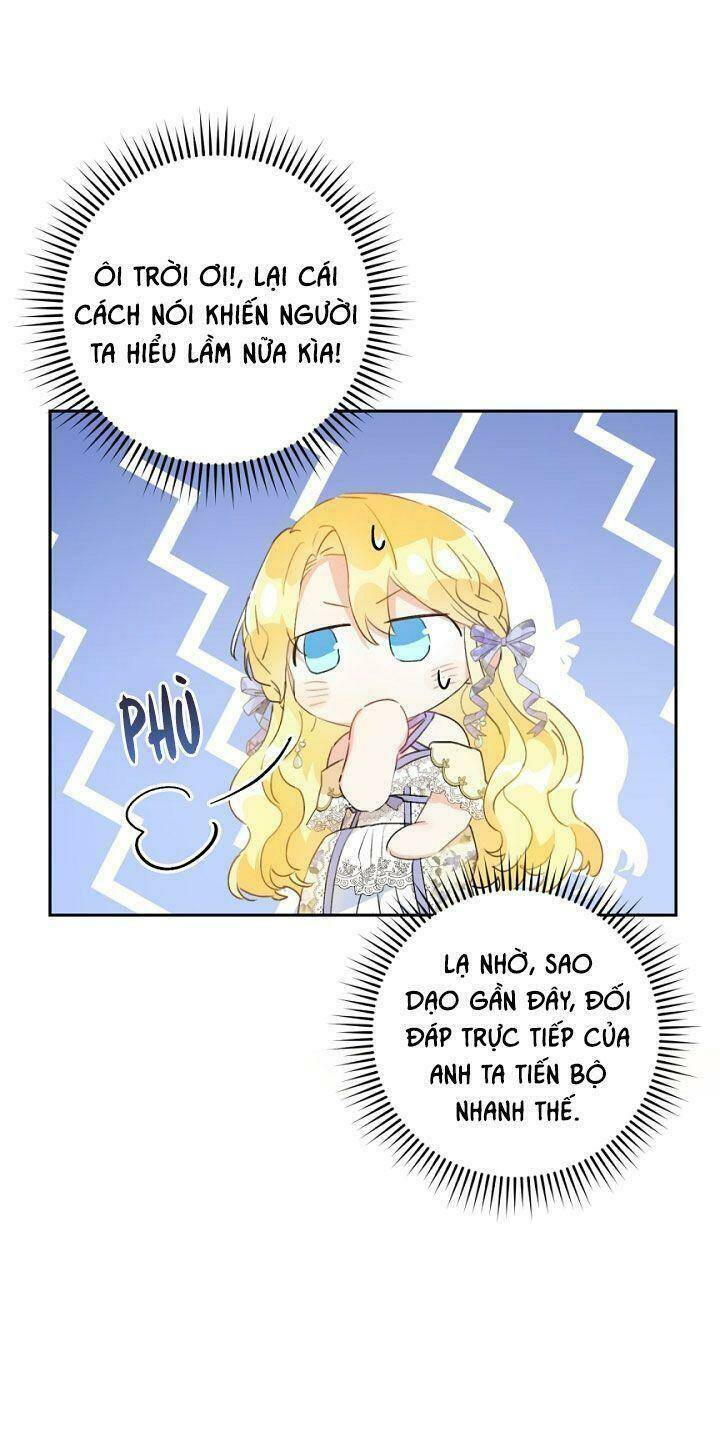 ÔI TRỜI ƠI!, LẠI CÁI
CÁCH NÓI KHIẾN NGƯỜI
TA HIỂU LẦM NỮA KÌA!
PHÙ
LẠ NHỜ, SAO
DẠO GẦN ĐÂY, ĐỐI
ĐÁP TRỰC TIẾP CỦA
ANH TA TIẾN BỘ
NHANH THẾ.